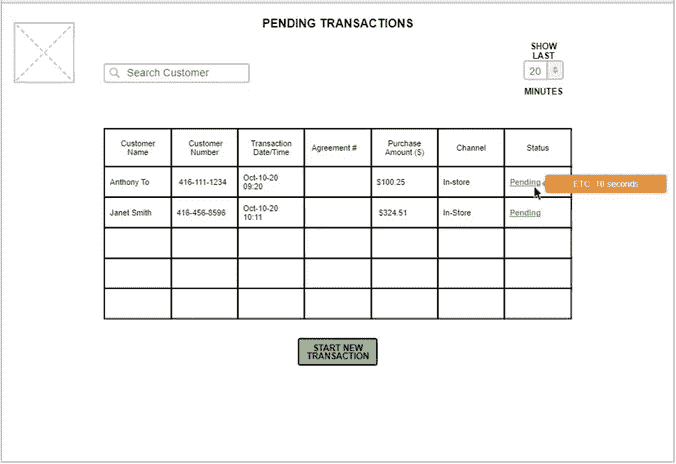 PENDING TRANSACTIONS
SHOW
LAST
Search Customer
20
MINUTES
Customer Name
Customer Number
Transaction Date/Time
Agreement #
Purchase Amount ($)
Channel
Status
Anthony To
416-111-1234
Oct-10-20 09:20
$100.25
In-store
Pending
ETC: 10 seconds
Janet Smith
416-456-8596
Oct-10-20 10:11
$324.51
In-Store
Pending
START NEW
TRANSACTION